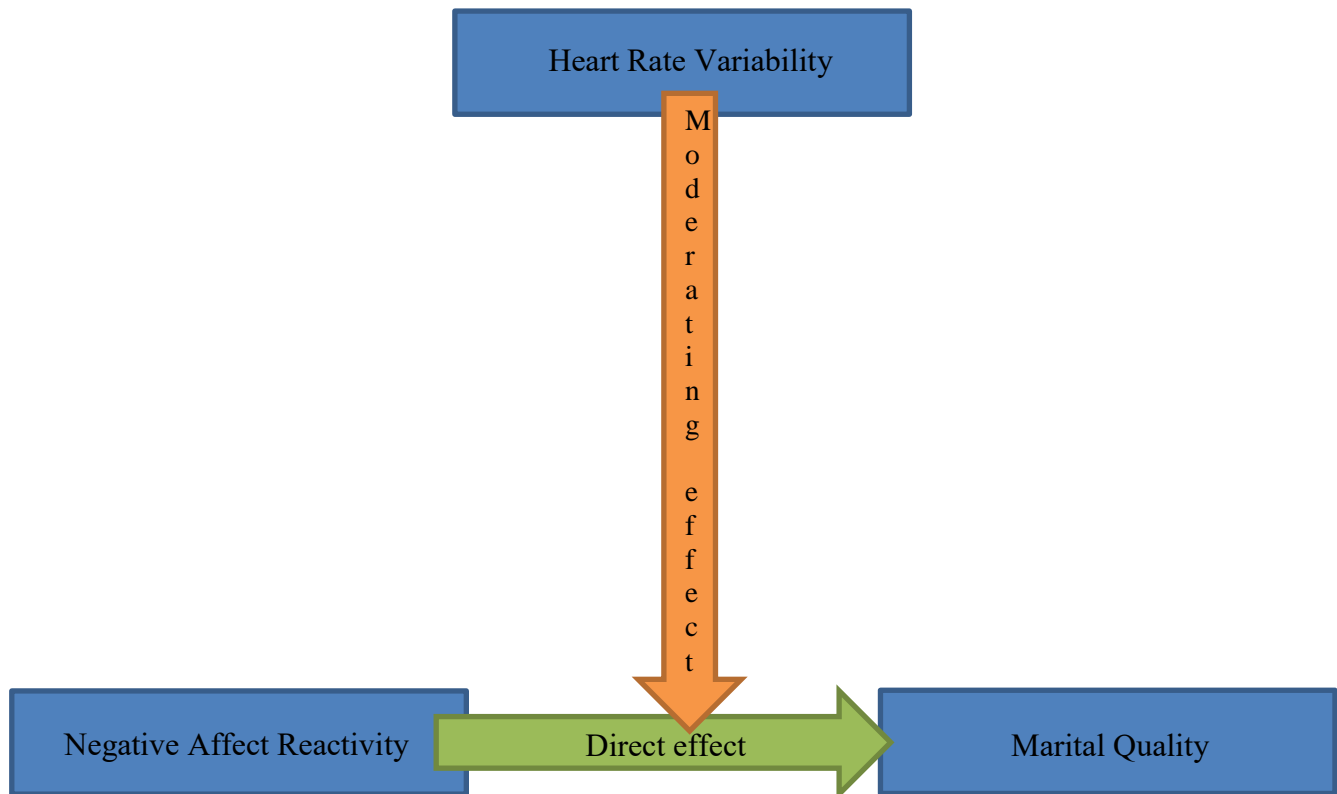 Heart Rate Variability
Moderating effect
Negative Affect Reactivity
Direct effect
Marital Quality